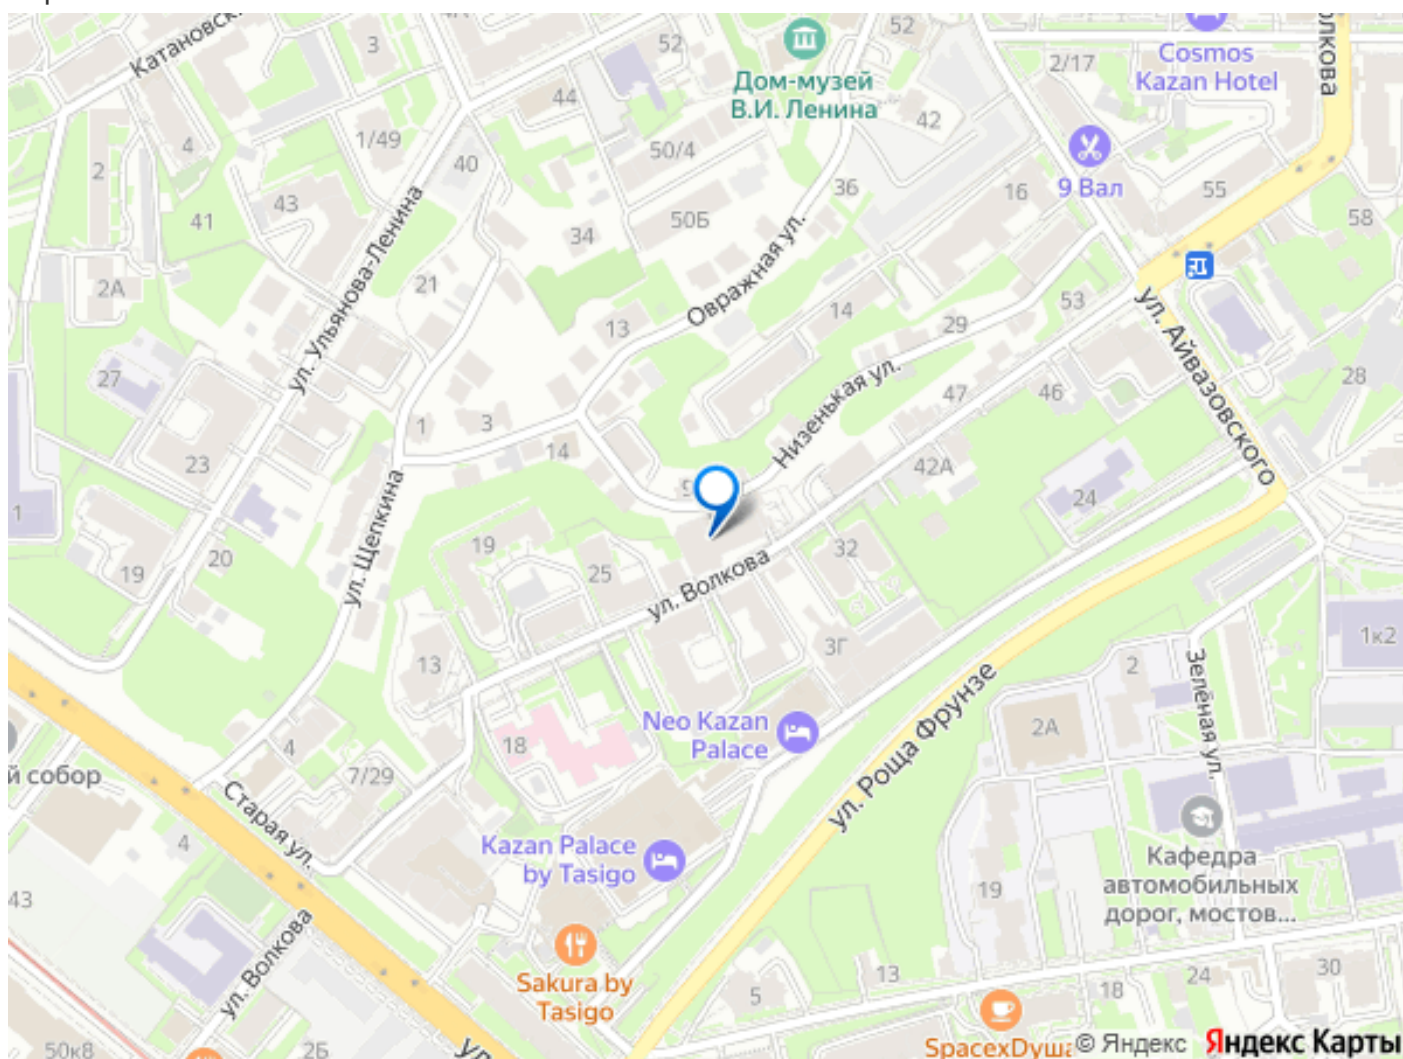 Катановск
3
52
52
Дом-музей
В.И. Ленина
2/17
Cosmos
Kazan Hotel
олкова
44
42
1/49
4
2
40
50/4
36
16
9 Вал
55
58
41
43
50Б
34
ул. Ульянова-Ленина
2А
21
Овражная ул.
13
14
29
53
ул. Айвазовского
27
28
Низенькая ул.
47
46
1
3
14
23
42А
24
1
ул. Щепкина
19
20
19
25
32
ул. Волкова
13
3Г
2
1к2
Зелёная ул.
Neo Kazan
Palace
18
2А
ул. Роща Фрунзе
4
7/29
й собор
Старая ул.
4
Kazan Palace
by Tasigo
Кафедра
автомобильных
дорог, мостов...
19
43
ул. Волкова
Sakura by
Tasigo
5
13
18
24
30
50к8
2Б
ул
SpacexДуша
© Яндекс
Яндекс Карты